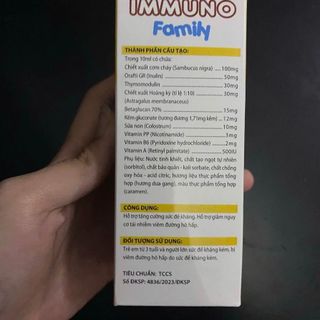 IMMUNO
Family
THÀNH PHẦN CẤU TẠO:
Trong 10ml có chứa:
Chiết xuất cơm cháy (Sambucus nigra) 100mg
Orafti GR (Inulin) 50mg
Thymomodulin 30mg
Chiết xuất Hoàng kỳ (tỉ lệ 1:10) 30mg
(Astragalus membranaceus)
Betaglucan 70% 15mg
Kẽm gluconate (tương đương 1,71mg kẽm) 12mg
Sữa non (Colostrum) 10mg
Vitamin PP (Nicotinamide) 3mg
Vitamin B6 (Pyridoxine hydrochloride) 2mg
Vitamin A (Retinyl palmitate) 500IU
Phụ liệu: Nước tinh khiết, chất tạo ngọt tự nhiên
(sorbitol), chất bảo quản - kali sorbate, chất chống
oxy hóa - acid citric, hương liệu thực phẩm tổng
hợp (hương dưa gang), màu thực phẩm tổng hợp
(caramen).
CÔNG DỤNG:
Hỗ trợ tăng cường sức đề kháng. Hỗ trợ giảm nguy
cơ tái nhiễm viêm đường hô hấp.
ĐỐI TƯỢNG SỬ DỤNG:
Trẻ em từ 3 tuổi và người lớn sức đề kháng kém, bị
viêm đường hô hấp do sức đề kháng kém.
TIÊU CHUẨN: TCCS
Số ĐKSP: 4836/2023/ĐKSP